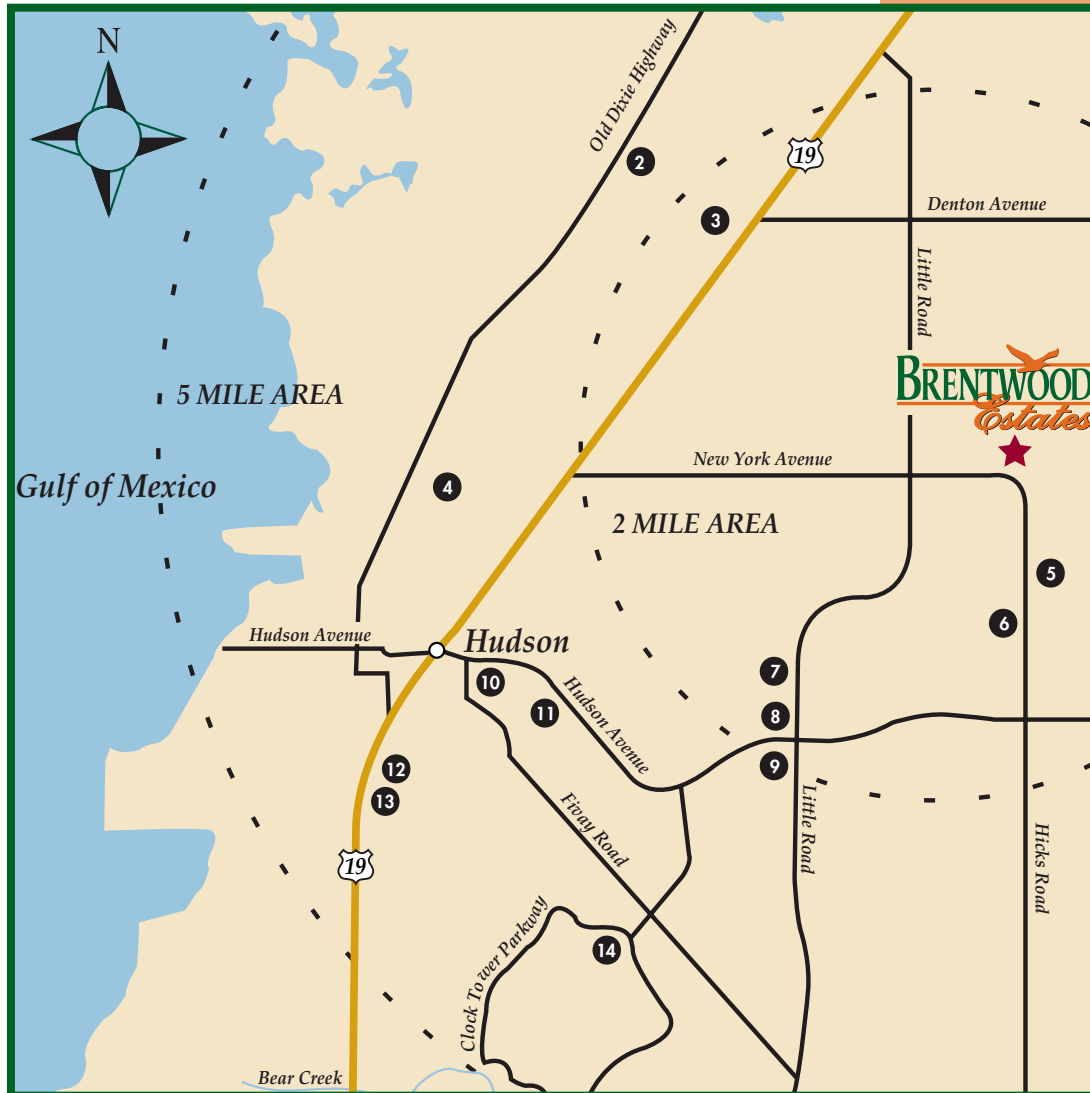 N
Old Dixie Highway
2
19
3
Denton Avenue
Little Road
BRENTWOOD
Estates
5 MILE AREA
New York Avenue
Gulf of Mexico
4
2 MILE AREA
5
6
Hudson Avenue
Hudson
7
10
11
Hudson Avenue
8
9
12
13
Fivay Road
Little Road
19
Hicks Road
Clock Tower Parkway
14
Bear Creek